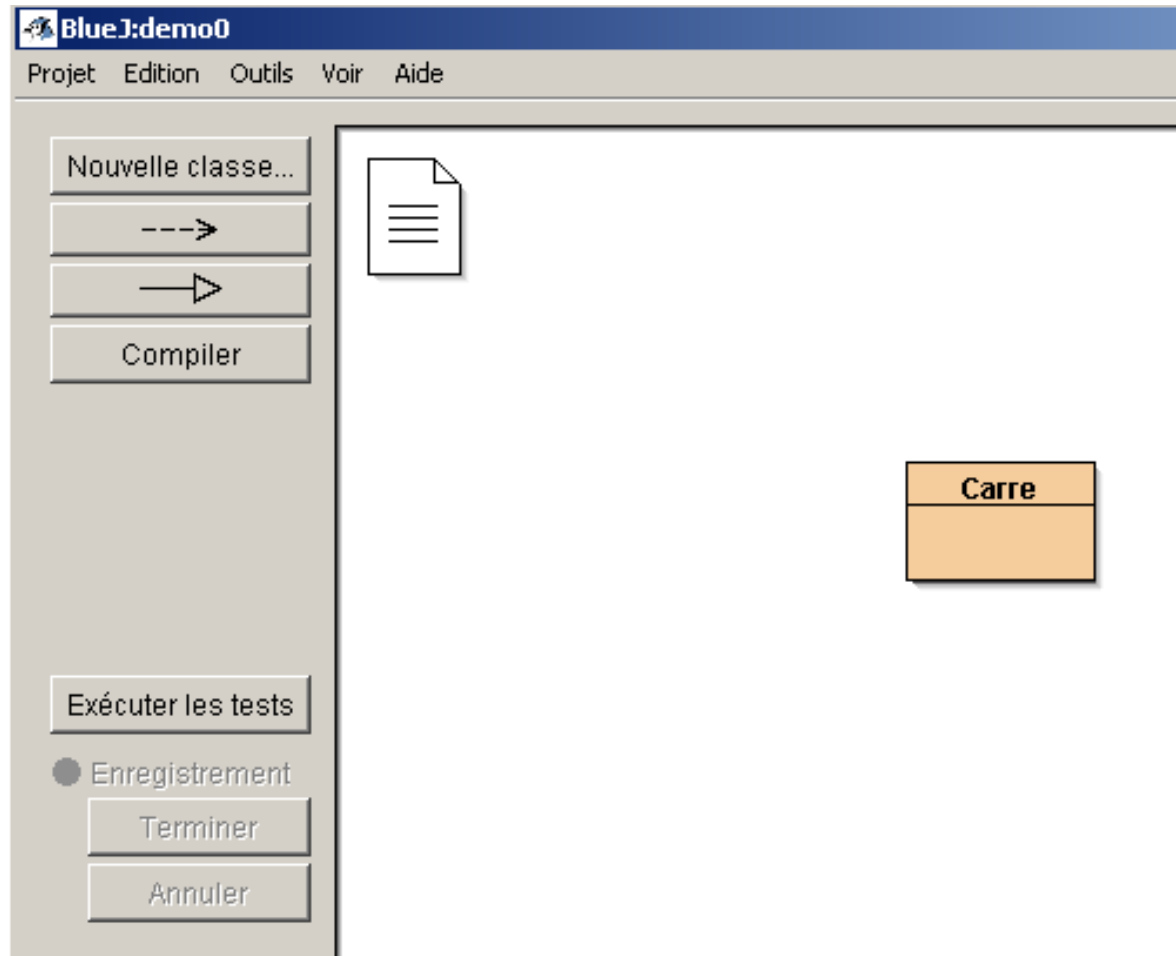 BlueJ:demo0
Projet Edition Outils Voir Aide
Nouvelle classe...
Compiler
Carre
Exécuter les tests
Enregistrement
Terminer
Annuler